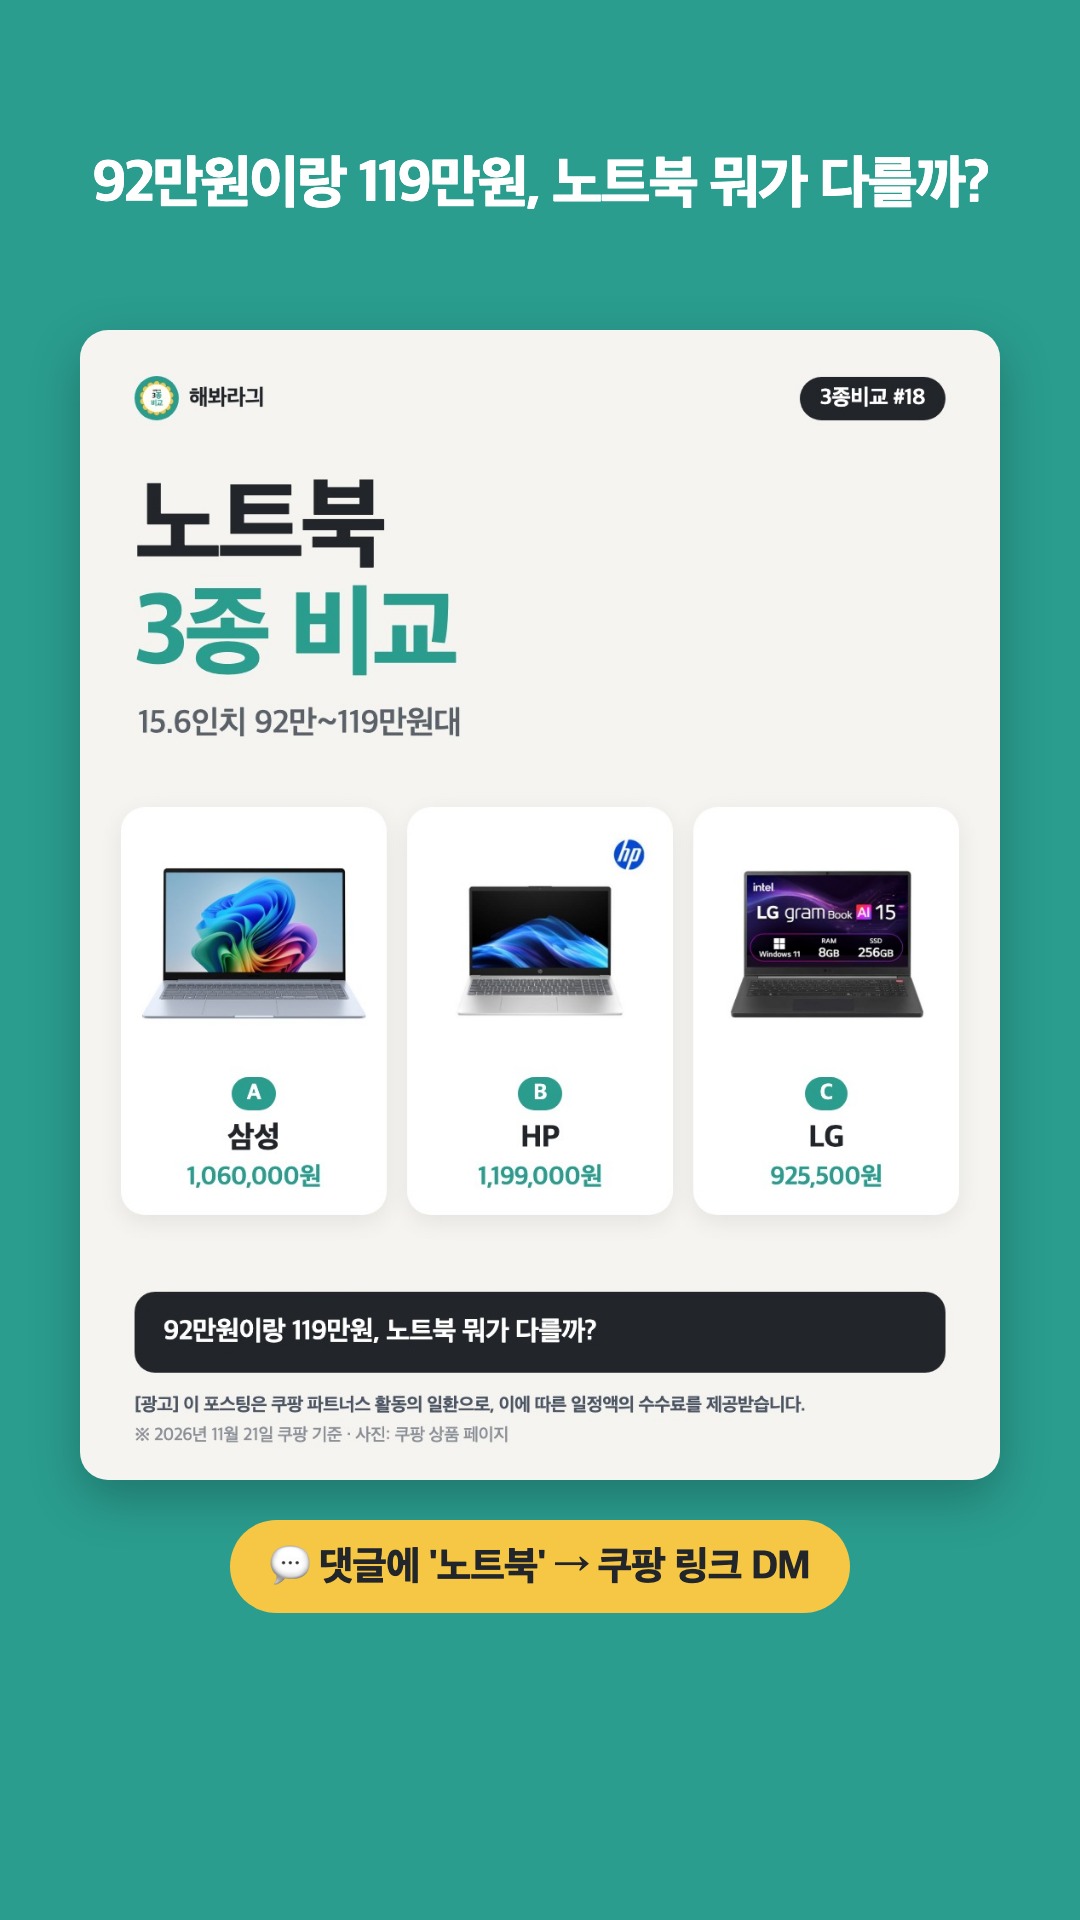 92만원이랑 119만원, 노트북 뭐가 다를까?
3종
비교
해봐라긔
3종비교 #18
노트북
3종 비교
15.6인치 92만~119만원대
hp
intel
LG gram Book AI 15
Windows 11
RAM
8GB
SSD
256GB
A
삼성
1,060,000원
B
HP
1,199,000원
C
LG
925,500원
92만원이랑 119만원, 노트북 뭐가 다를까?
[광고] 이 포스팅은 쿠팡 파트너스 활동의 일환으로, 이에 따른 일정액의 수수료를 제공받습니다.
※ 2026년 11월 21일 쿠팡 기준 · 사진: 쿠팡 상품 페이지
💬 댓글에 '노트북' → 쿠팡 링크 DM